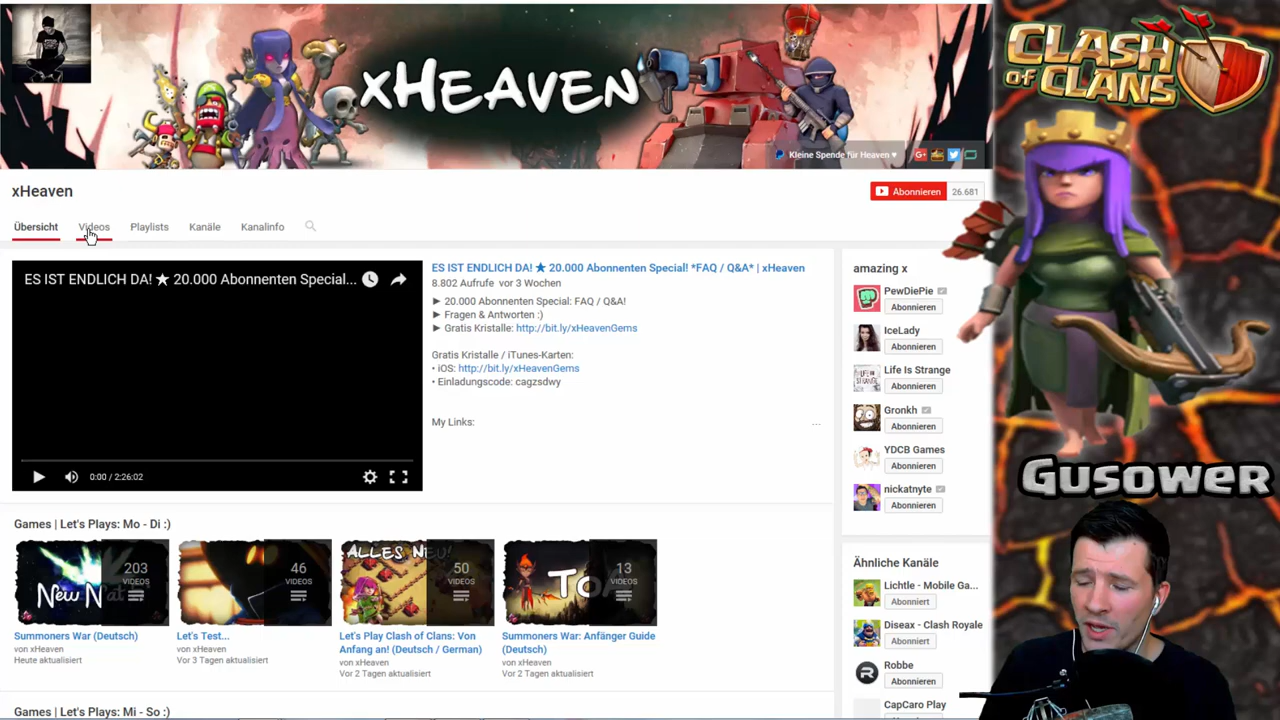 xHEAVEN
Kleine Spende für Heaven ♥
xHeaven
Abonnieren 26.681
Übersicht Videos Playlists Kanäle Kanalinfo
ES IST ENDLICH DA! ★ 20.000 Abonnenten Special...
0:00 / 2:26:02
ES IST ENDLICH DA! ★ 20.000 Abonnenten Special! *FAQ / Q&A* | xHeaven
8.802 Aufrufe vor 3 Wochen
► 20.000 Abonnenten Special: FAQ / Q&A!
► Fragen & Antworten :)
► Gratis Kristalle: http://bit.ly/xHeavenGems
Gratis Kristalle / iTunes-Karten:
• iOS: http://bit.ly/xHeavenGems
• Einladungscode: cagzsdwy
My Links:
...
Games | Let's Plays: Mo - Di :)
203
VIDEOS
Summoners War (Deutsch)
von xHeaven
Heute aktualisiert
46
VIDEOS
Let's Test...
von xHeaven
Vor 3 Tagen aktualisiert
ALLES NEU!
50
VIDEOS
Let's Play Clash of Clans: Von
Anfang an! (Deutsch / German)
von xHeaven
Vor 2 Tagen aktualisiert
13
VIDEOS
Summoners War: Anfänger Guide
(Deutsch)
von xHeaven
Vor 2 Tagen aktualisiert
Games | Let's Plays: Mi - So :)
amazing x
PewDiePie
Abonnieren
IceLady
Abonnieren
Life Is Strange
Abonnieren
Gronkh
Abonnieren
YDCB Games
Abonnieren
nickatnyte
Abonnieren
Ähnliche Kanäle
Lichtle - Mobile Ga...
Abonniert
Diseax - Clash Royale
Abonniert
Robbe
Abonnieren
CapCaro Play
CLASH
OF CLANS
GUSOWER